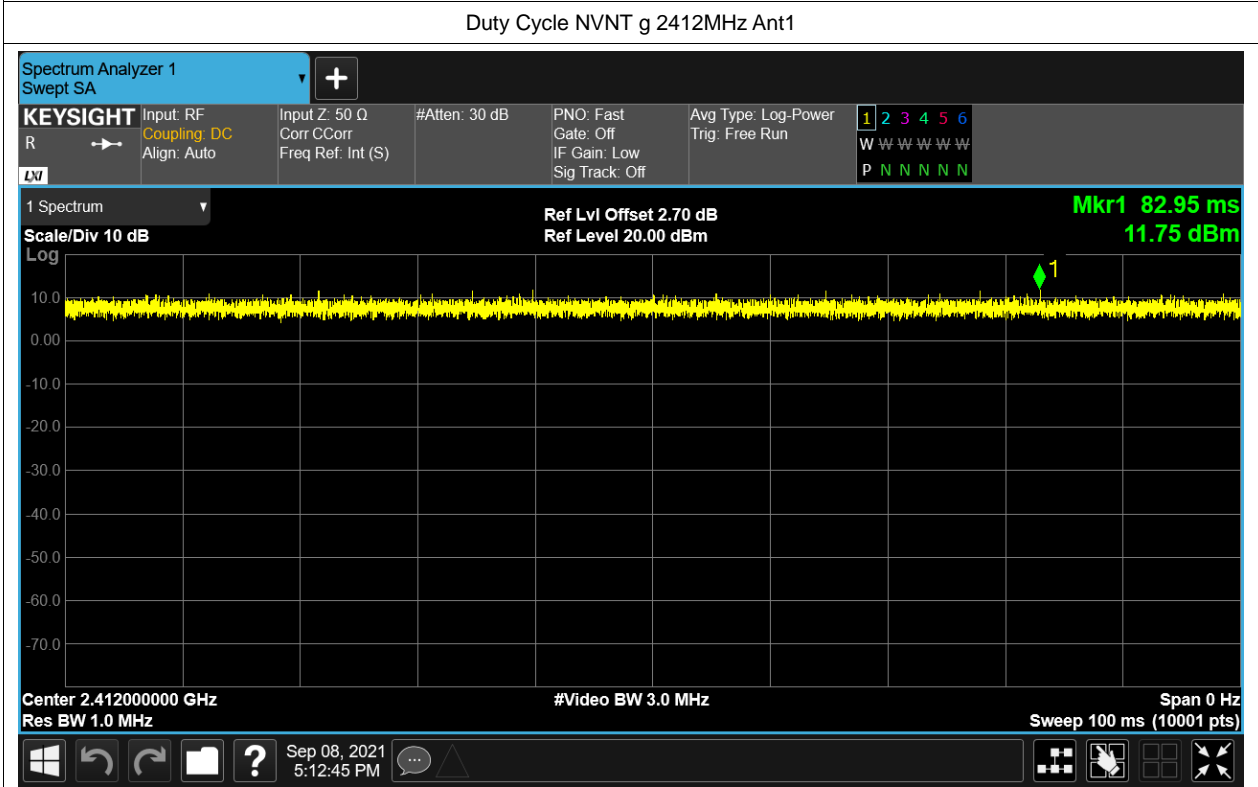 Duty Cycle NVNT g 2412MHz Ant1
Spectrum Analyzer 1
Swept SA
KEYSIGHT
R
LXI
Input: RF
Coupling: DC
Align: Auto
Input Z: 50 Ω
Corr CCorr
Freq Ref: Int (S)
#Atten: 30 dB
PNO: Fast
Gate: Off
IF Gain: Low
Sig Track: Off
Avg Type: Log-Power
Trig: Free Run
1 2 3 4 5 6
W W W W W W
P N N N N N
1 Spectrum
Scale/Div 10 dB
Ref Lvl Offset 2.70 dB
Ref Level 20.00 dBm
Mkr1 82.95 ms
11.75 dBm
Log
1
10.0
0.00
-10.0
-20.0
-30.0
-40.0
-50.0
-60.0
-70.0
Center 2.412000000 GHz
Res BW 1.0 MHz
#Video BW 3.0 MHz
Span 0 Hz
Sweep 100 ms (10001 pts)
?
Sep 08, 2021
5:12:45 PM